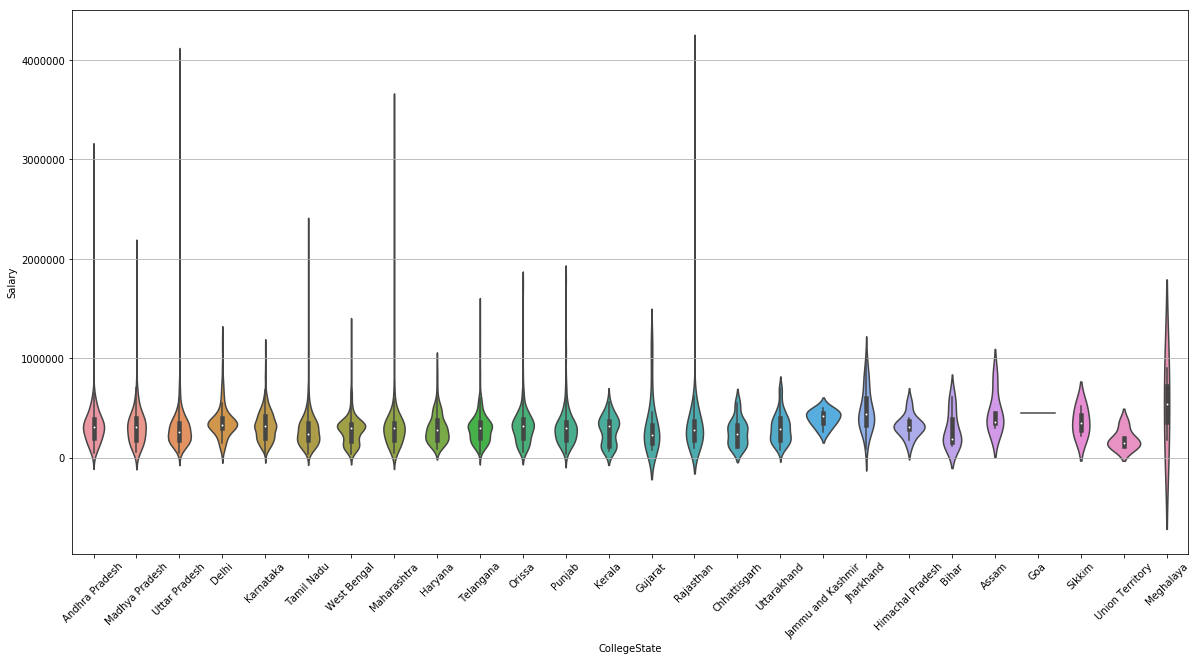 4000000
3000000
2000000
1000000
0
Salary
Andhra Pradesh
Madhya Pradesh
Uttar Pradesh
Delhi
Karnataka
Tamil Nadu
West Bengal
Maharashtra
Haryana
Telangana
Orissa
Punjab
Kerala
Gujarat
Rajasthan
Chhattisgarh
Uttarakhand
Jammu and Kashmir
Jharkhand
Himachal Pradesh
Bihar
Assam
Goa
Sikkim
Union Territory
Meghalaya
CollegeState